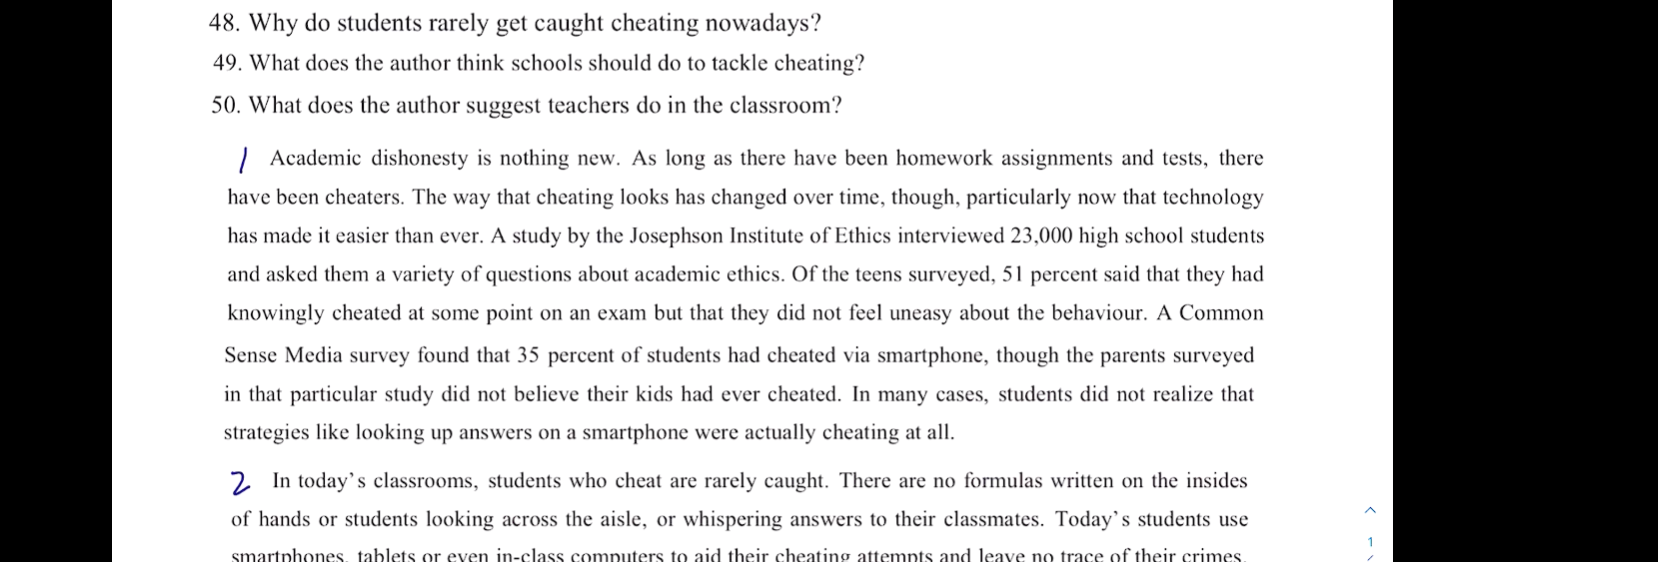 48. Why do students rarely get caught cheating nowadays?
49. What does the author think schools should do to tackle cheating?
50. What does the author suggest teachers do in the classroom?
1 Academic dishonesty is nothing new. As long as there have been homework assignments and tests, there
have been cheaters. The way that cheating looks has changed over time, though, particularly now that technology
has made it easier than ever. A study by the Josephson Institute of Ethics interviewed 23,000 high school students
and asked them a variety of questions about academic ethics. Of the teens surveyed, 51 percent said that they had
knowingly cheated at some point on an exam but that they did not feel uneasy about the behaviour. A Common
Sense Media survey found that 35 percent of students had cheated via smartphone, though the parents surveyed
in that particular study did not believe their kids had ever cheated. In many cases, students did not realize that
strategies like looking up answers on a smartphone were actually cheating at all.
2 In today's classrooms, students who cheat are rarely caught. There are no formulas written on the insides
of hands or students looking across the aisle, or whispering answers to their classmates. Today's students use
smartphones, tablets or even in-class computers to aid their cheating attempts and leave no trace of their crimes.
1